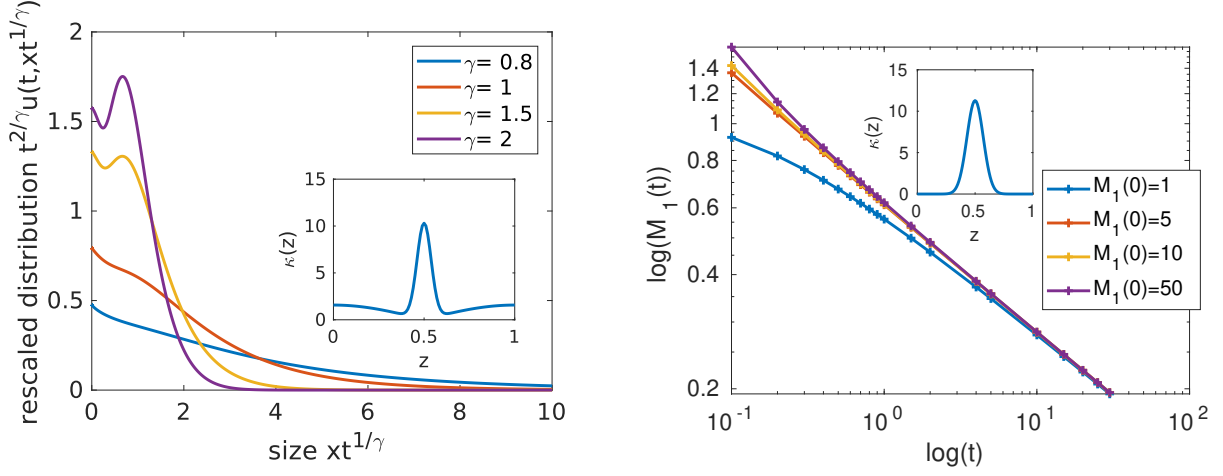 rescaled distribution t^{2/γ}u(t,xt^{1/γ})
2
1.5
1
0.5
0
0
2
4
6
8
10
size xt^{1/γ}
γ= 0.8
γ= 1
γ= 1.5
γ= 2
κ(z)
15
10
5
0
0
0.5
1
z
log(M_1(t))
1.4
1.2
1
0.8
0.6
0.4
0.2
10^{-1}
10^0
10^1
10^2
log(t)
κ(z)
15
10
5
0
0
0.5
1
z
M_1(0)=1
M_1(0)=5
M_1(0)=10
M_1(0)=50